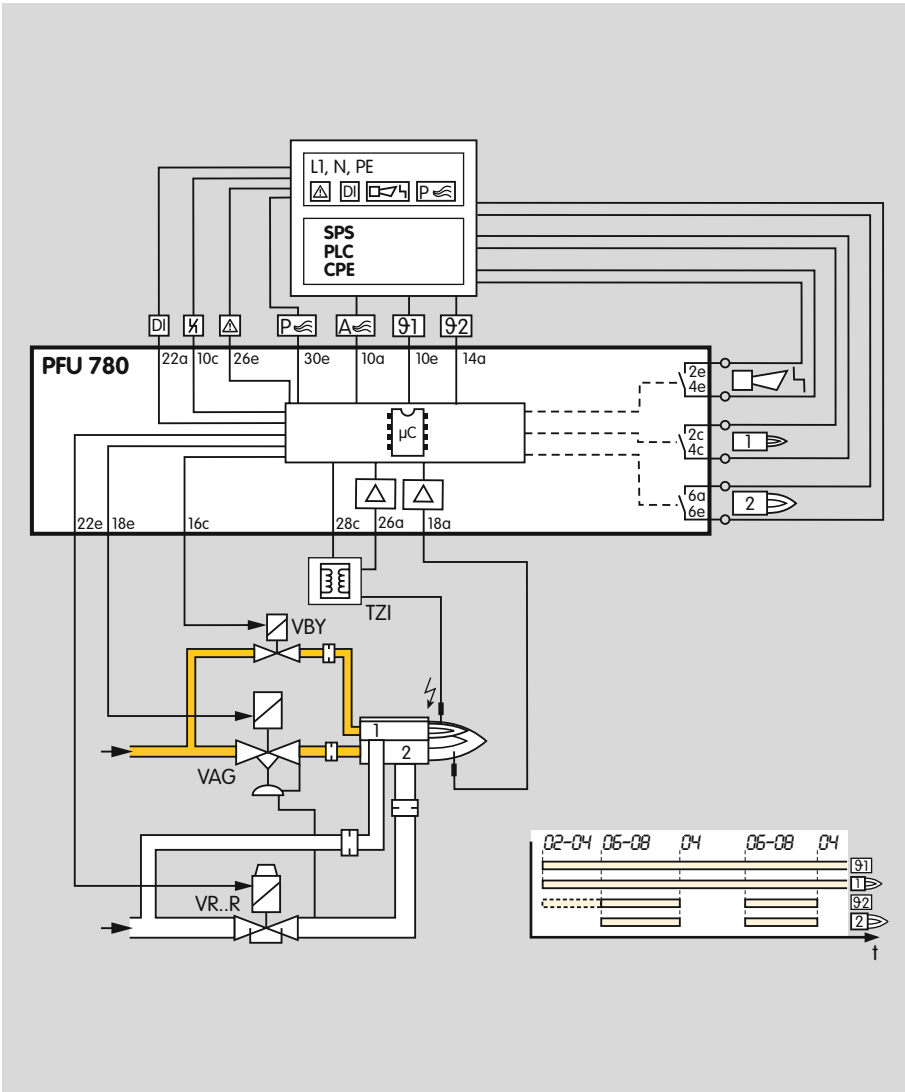 L1, N, PE
DI P
SPS
PLC
CPE
DI P A ϑ1 ϑ2
PFU 780
22a 10c 26e 30e 10a 10e 14a
2e
4e
µC
2c
4c
1
6a
6e
2
22e 18e 16c 28c 26a 18a
TZI
VBY
1
2
VAG
VR..R
02-04 06-08 04 06-08 04
ϑ1
1
ϑ2
2
t